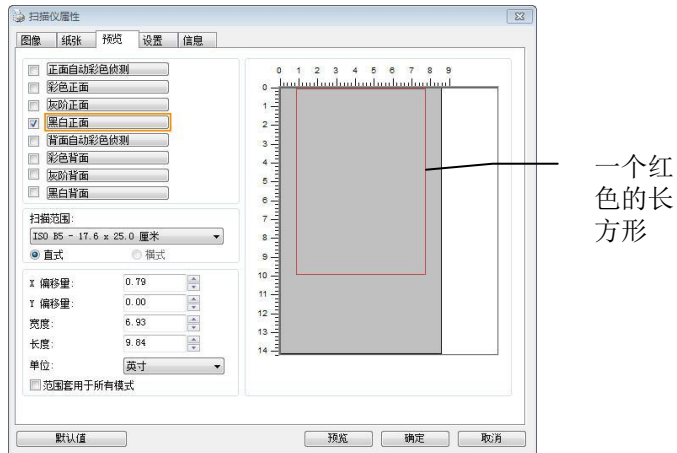 扫描仪属性
图像 纸张 预览 设置 信息
正面自动彩色侦测
彩色正面
灰阶正面
黑白正面
背面自动彩色侦测
彩色背面
灰阶背面
黑白背面
扫描范围:
ISO B5 - 17.6 x 25.0 厘米
直式 横式
X 偏移量: 0.79
Y 偏移量: 0.00
宽度: 6.93
长度: 9.84
单位: 英寸
范围套用于所有模式
0 1 2 3 4 5 6 7 8 9
0
1
2
3
4
5
6
7
8
9
10
11
12
13
14
一个红
色的长
方形
默认值 预览 确定 取消